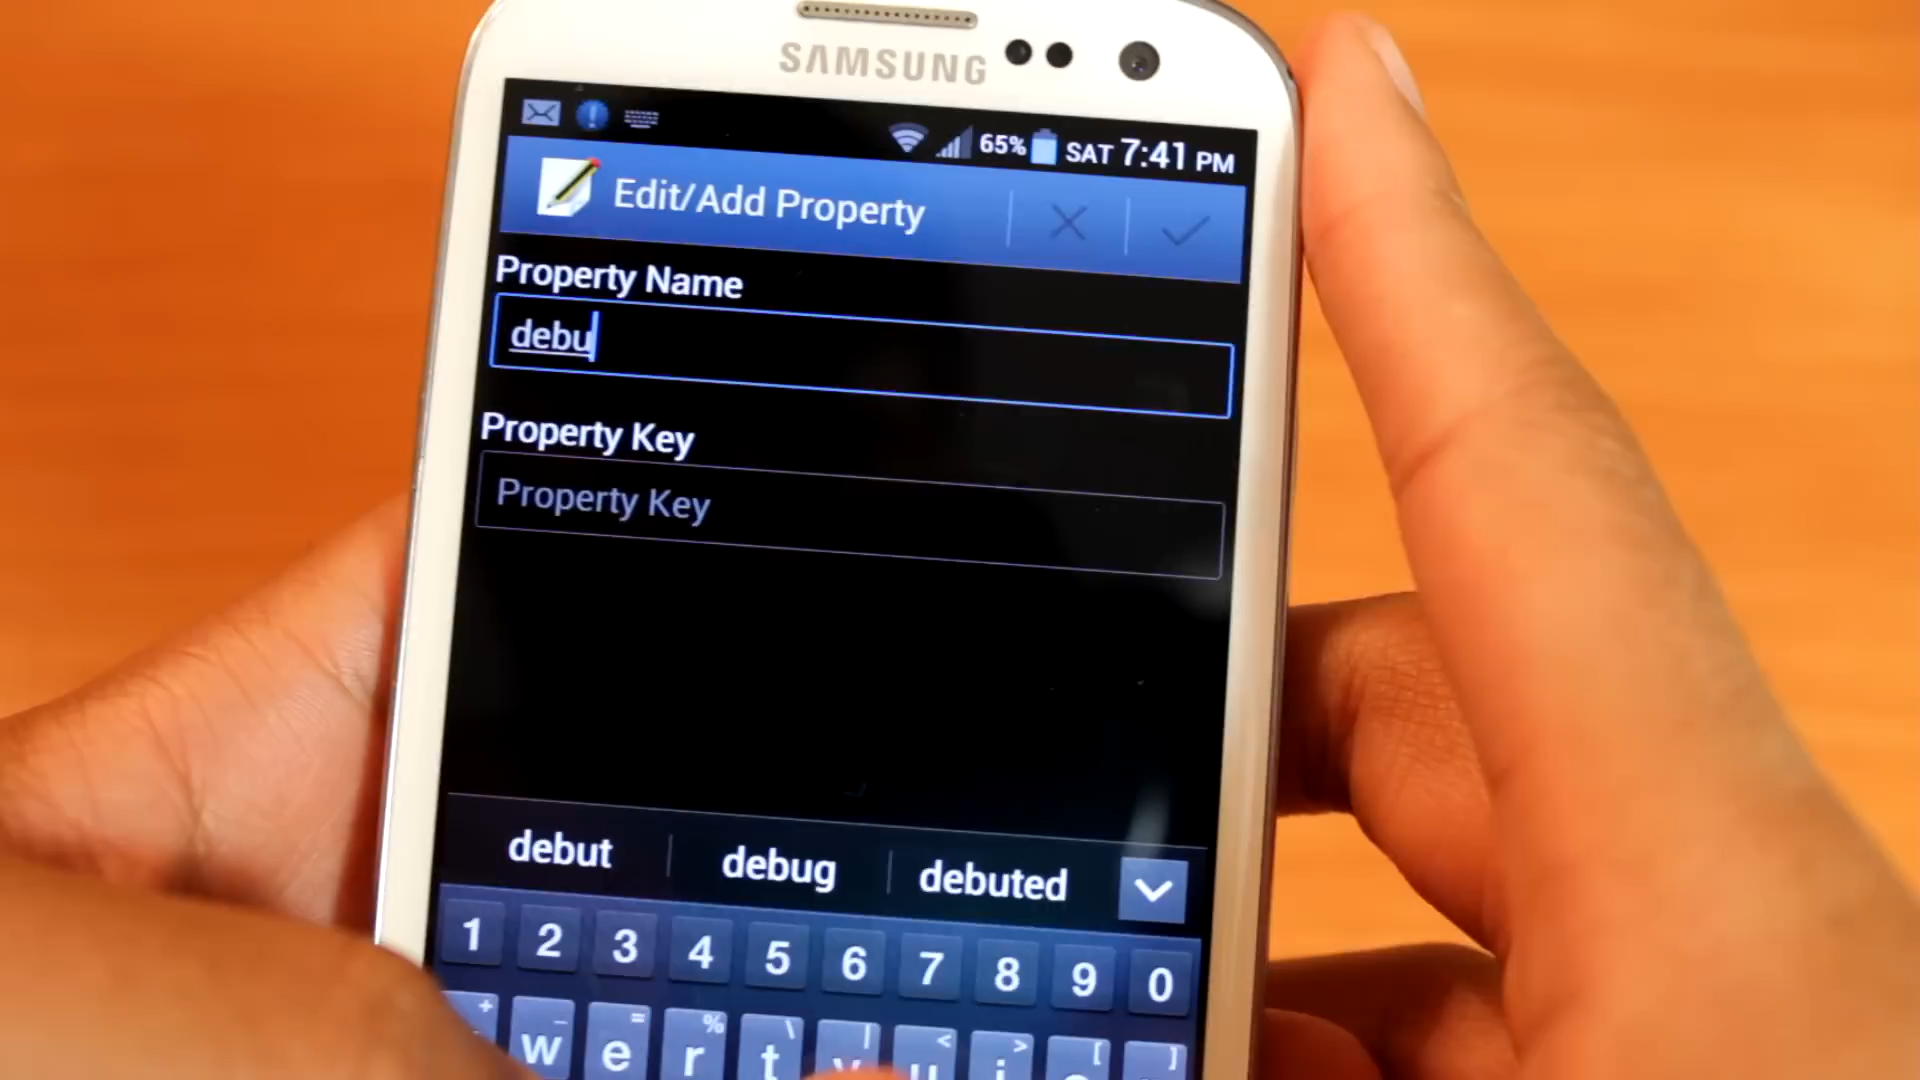 SAMSUNG
65% SAT 7:41 PM
Edit/Add Property
Property Name
debu
Property Key
Property Key
debut debug debuted
1 2 3 4 5 6 7 8 9 0
+ _ = % \ | < > [ ]
w e r t y u i